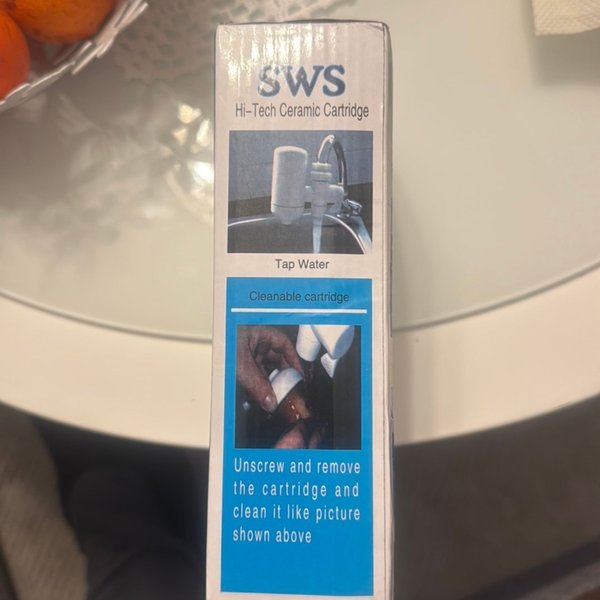 SWS
Hi-Tech Ceramic Cartridge
Tap Water
Cleanable cartridge
Unscrew and remove
the cartridge and
clean it like picture
shown above